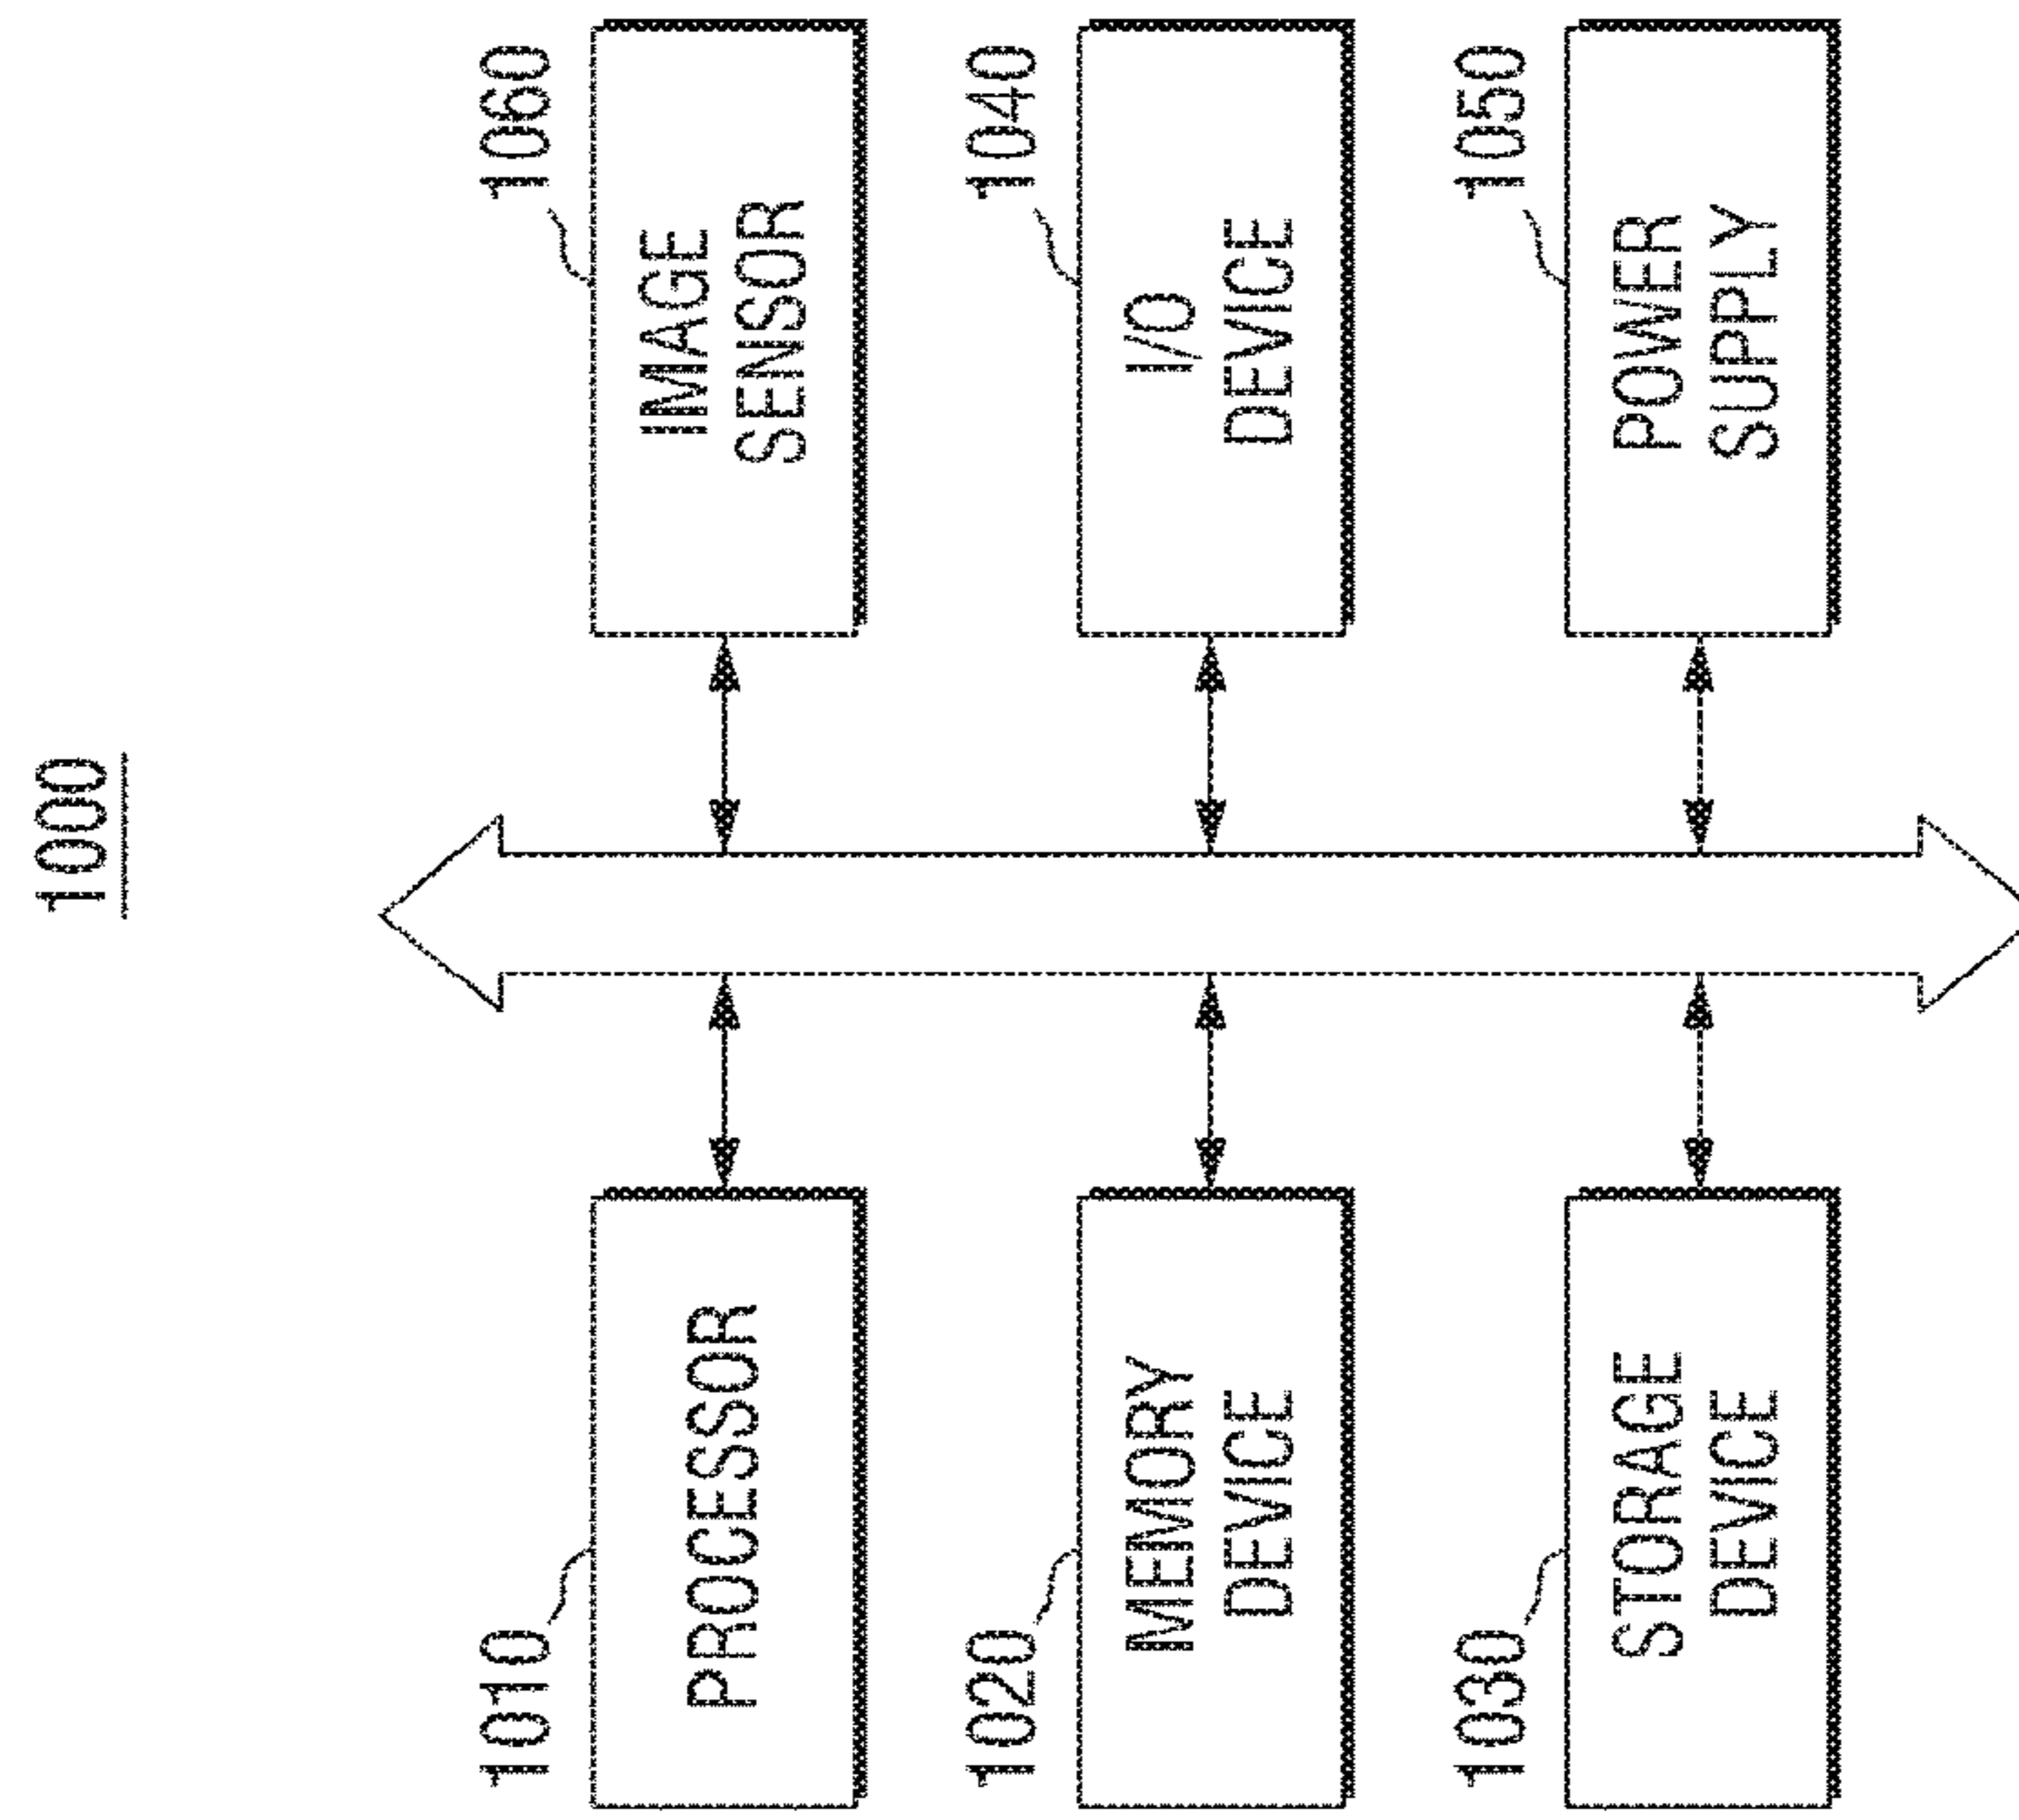 1000
1010
PROCESSOR
1060
IMAGE
SENSOR
1020
MEMORY
DEVICE
1040
I/O
DEVICE
1030
STORAGE
DEVICE
1050
POWER
SUPPLY